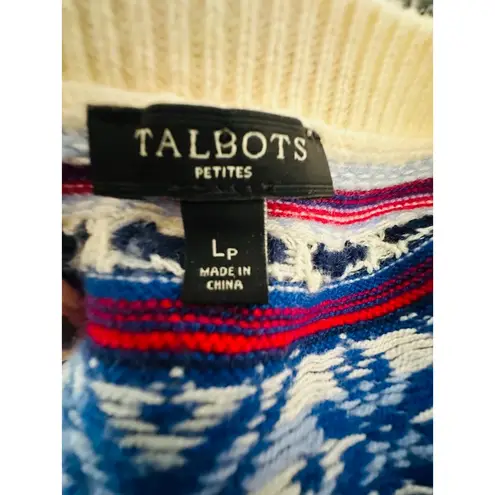 TALBOTS
PETITES
LP
MADE IN
CHINA